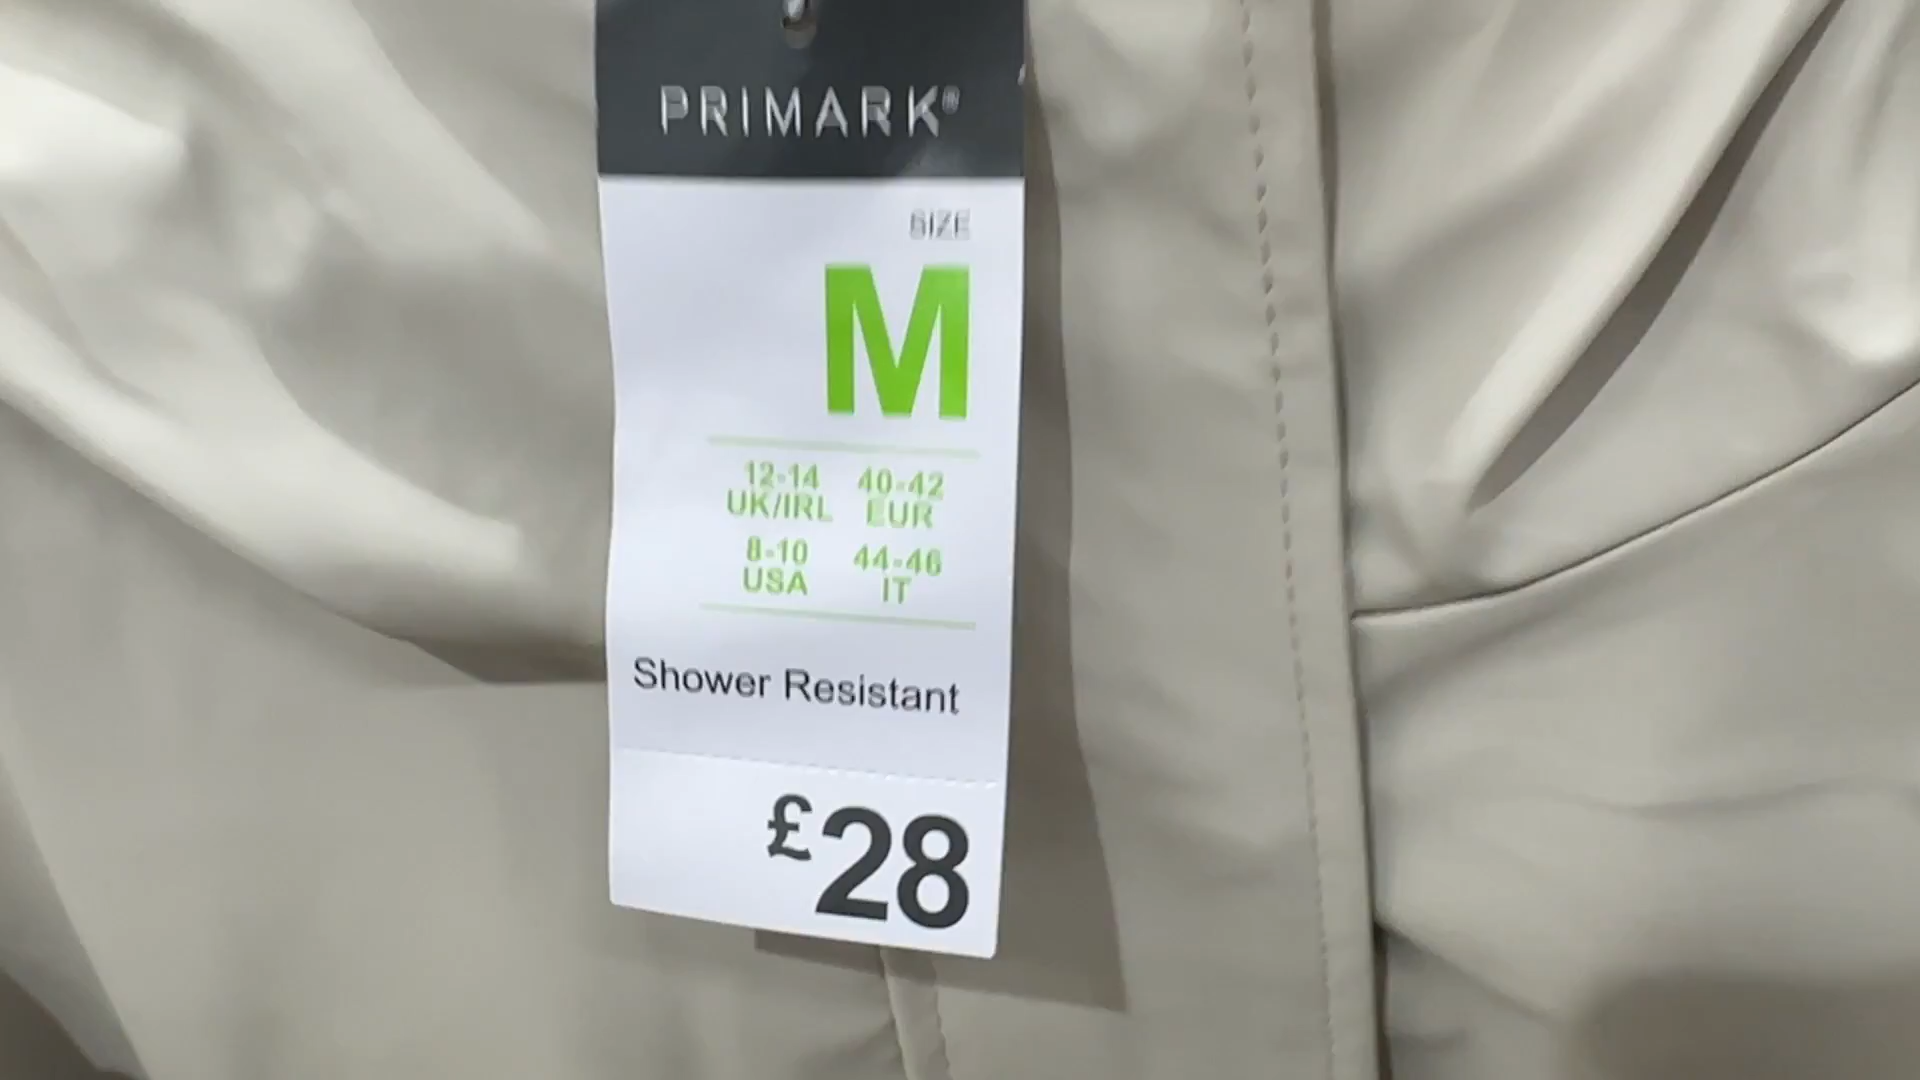 PRIMARK®
SIZE
M
12-14 40-42
UK/IRL EUR
8-10 44-46
USA IT
Shower Resistant
£28